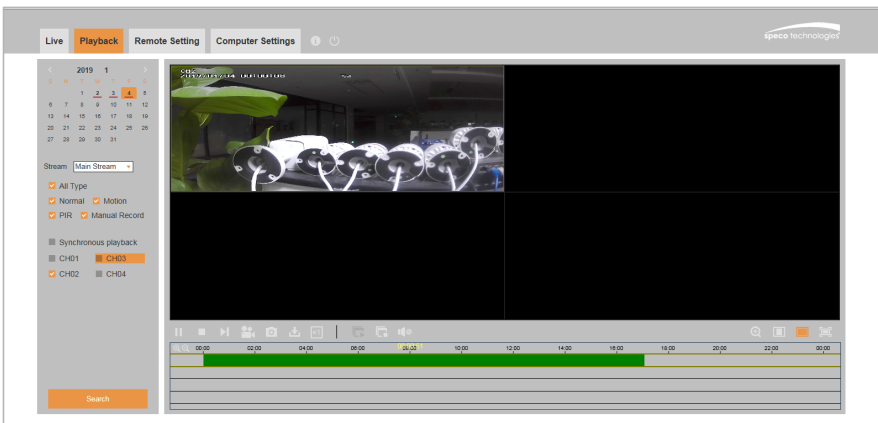 speco technologies
Live Playback Remote Setting Computer Settings
2019 1
S M T W T F S
1 2 3 4 5
6 7 8 9 10 11 12
13 14 15 16 17 18 19
20 21 22 23 24 25 26
27 28 29 30 31
Stream Main Stream
All Type
Normal Motion
PIR Manual Record
Synchronous playback
CH01 CH03
CH02 CH04
Search
00:00 02:00 04:00 06:00 08:00 10:00 12:00 14:00 16:00 18:00 20:00 22:00 00:00